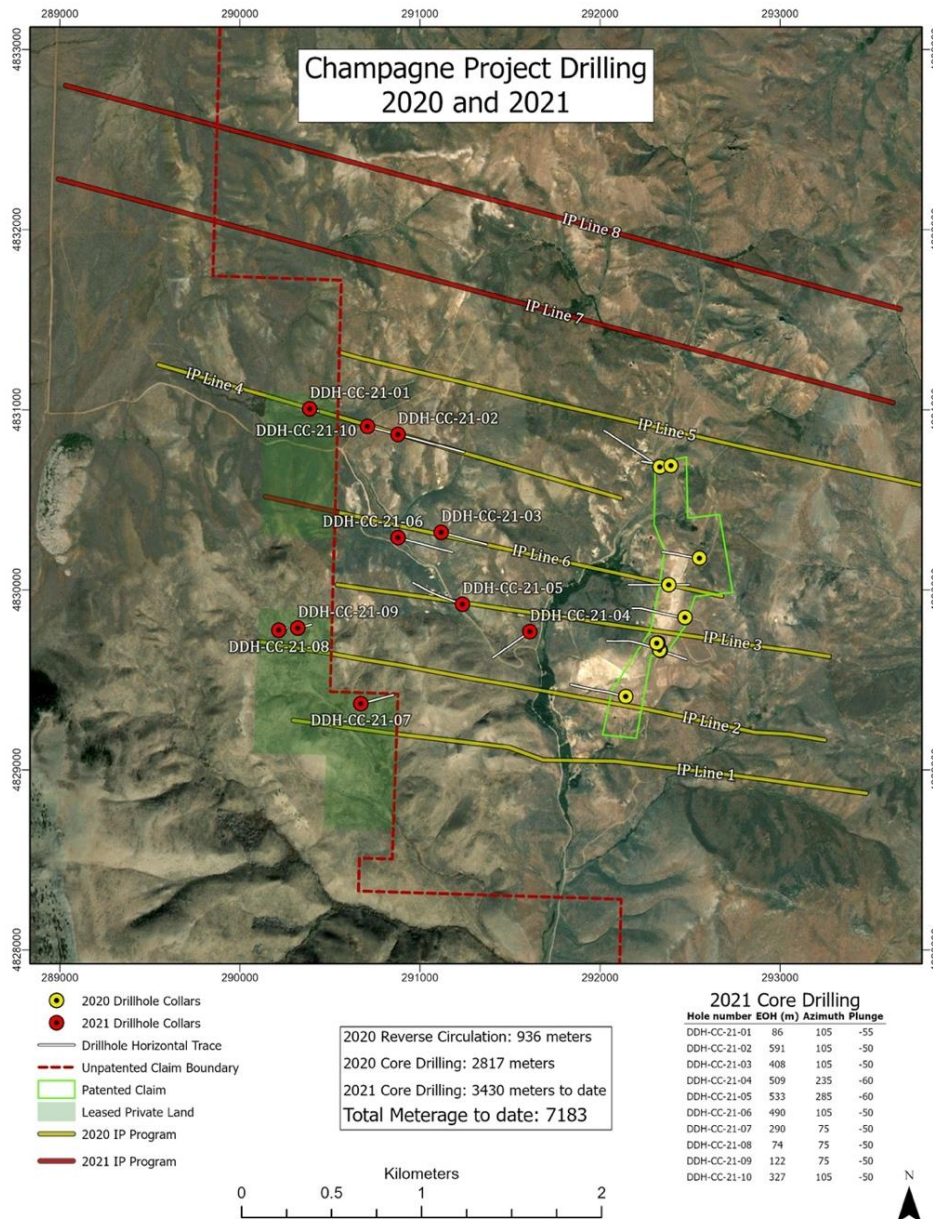 289000 290000 291000 292000 293000
Champagne Project Drilling
2020 and 2021
4833000
4832000
4831000
4830000
4829000
4828000
IP Line 8
IP Line 7
IP Line 4
DDH-CC-21-01
DDH-CC-21-02
DDH-CC-21-10
IP Line 5
DDH-CC-21-06
DDH-CC-21-03
IP Line 6
DDH-CC-21-05
DDH-CC-21-04
DDH-CC-21-09
DDH-CC-21-08
IP Line 3
DDH-CC-21-07
IP Line 2
IP Line 1
289000 290000 291000 292000 293000
2020 Drillhole Collars
2021 Drillhole Collars
Drillhole Horizontal Trace
Unpatented Claim Boundary
Patented Claim
Leased Private Land
2020 IP Program
2021 IP Program
2020 Reverse Circulation: 936 meters
2020 Core Drilling: 2817 meters
2021 Core Drilling: 3430 meters to date
Total Meterage to date: 7183
2021 Core Drilling
Hole number EOH (m) Azimuth Plunge
DDH-CC-21-01 86 105 -55
DDH-CC-21-02 591 105 -50
DDH-CC-21-03 408 105 -50
DDH-CC-21-04 509 235 -60
DDH-CC-21-05 533 285 -60
DDH-CC-21-06 490 105 -50
DDH-CC-21-07 290 75 -50
DDH-CC-21-08 74 75 -50
DDH-CC-21-09 122 75 -50
DDH-CC-21-10 327 105 -50
Kilometers
0 0.5 1 2
N